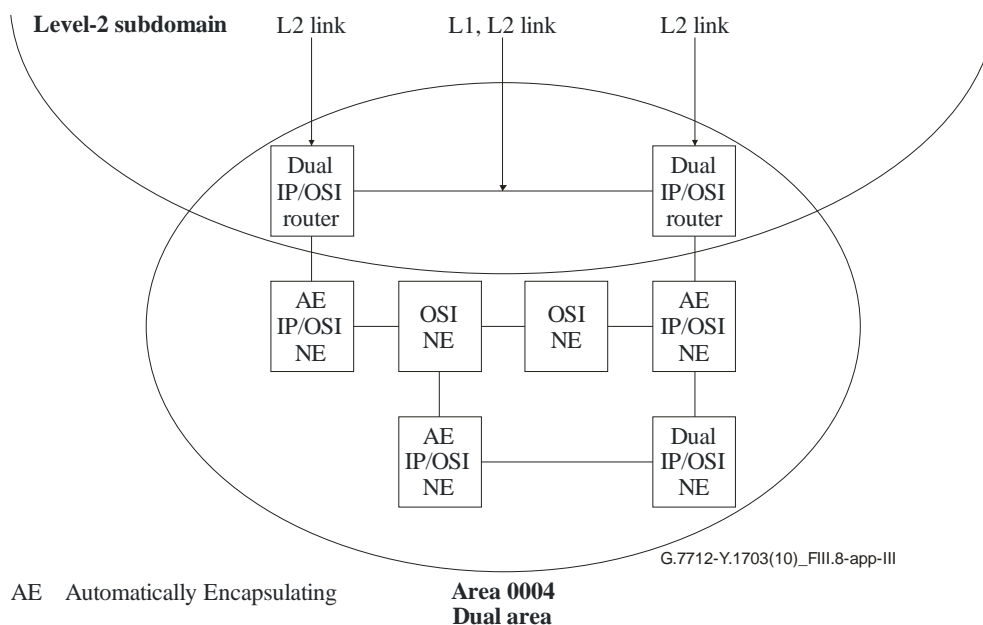 Level-2 subdomain
L2 link
L1, L2 link
L2 link
Dual
IP/OSI
router
Dual
IP/OSI
router
AE
IP/OSI
NE
OSI
NE
OSI
NE
AE
IP/OSI
NE
AE
IP/OSI
NE
Dual
IP/OSI
NE
G.7712-Y.1703(10)_FIII.8-app-III
AE Automatically Encapsulating
Area 0004
Dual area